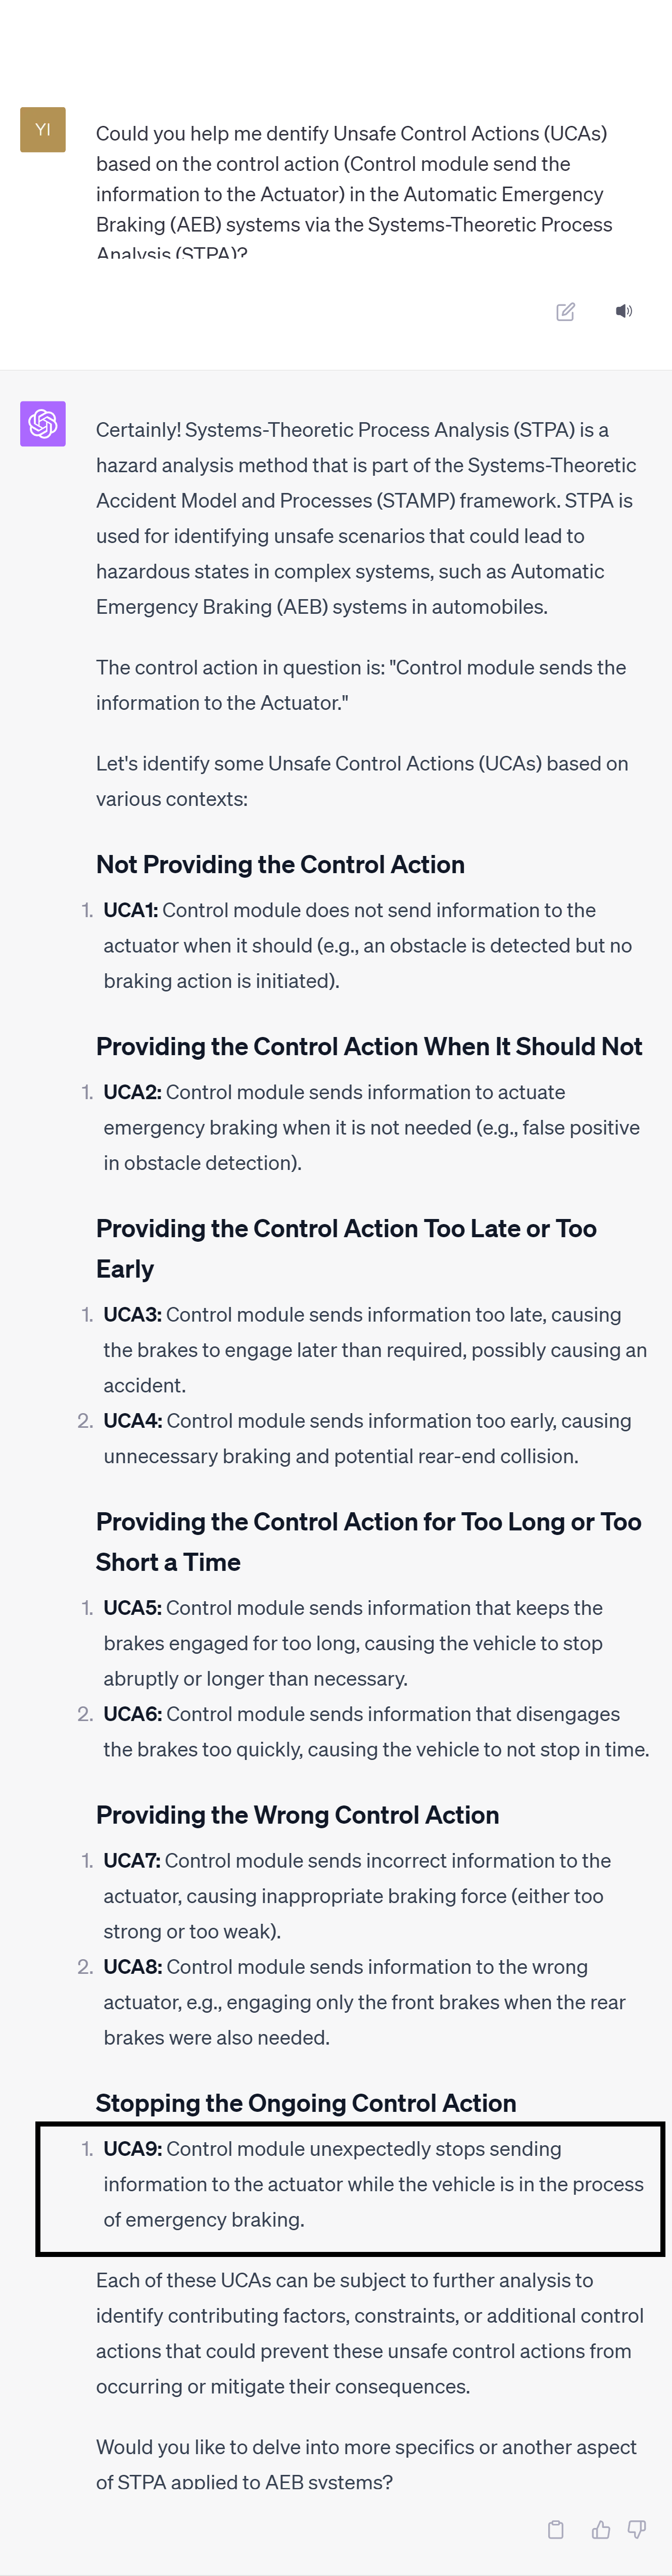 YI
Could you help me dentify Unsafe Control Actions (UCAs)
based on the control action (Control module send the
information to the Actuator) in the Automatic Emergency
Braking (AEB) systems via the Systems-Theoretic Process
Analysis (STPA)?
Certainly! Systems-Theoretic Process Analysis (STPA) is a
hazard analysis method that is part of the Systems-Theoretic
Accident Model and Processes (STAMP) framework. STPA is
used for identifying unsafe scenarios that could lead to
hazardous states in complex systems, such as Automatic
Emergency Braking (AEB) systems in automobiles.
The control action in question is: "Control module sends the
information to the Actuator."
Let's identify some Unsafe Control Actions (UCAs) based on
various contexts:
Not Providing the Control Action
1. UCA1: Control module does not send information to the
actuator when it should (e.g., an obstacle is detected but no
braking action is initiated).
Providing the Control Action When It Should Not
1. UCA2: Control module sends information to actuate
emergency braking when it is not needed (e.g., false positive
in obstacle detection).
Providing the Control Action Too Late or Too
Early
1. UCA3: Control module sends information too late, causing
the brakes to engage later than required, possibly causing an
accident.
2. UCA4: Control module sends information too early, causing
unnecessary braking and potential rear-end collision.
Providing the Control Action for Too Long or Too
Short a Time
1. UCA5: Control module sends information that keeps the
brakes engaged for too long, causing the vehicle to stop
abruptly or longer than necessary.
2. UCA6: Control module sends information that disengages
the brakes too quickly, causing the vehicle to not stop in time.
Providing the Wrong Control Action
1. UCA7: Control module sends incorrect information to the
actuator, causing inappropriate braking force (either too
strong or too weak).
2. UCA8: Control module sends information to the wrong
actuator, e.g., engaging only the front brakes when the rear
brakes were also needed.
Stopping the Ongoing Control Action
1. UCA9: Control module unexpectedly stops sending
information to the actuator while the vehicle is in the process
of emergency braking.
Each of these UCAs can be subject to further analysis to
identify contributing factors, constraints, or additional control
actions that could prevent these unsafe control actions from
occurring or mitigate their consequences.
Would you like to delve into more specifics or another aspect
of STPA applied to AEB systems?